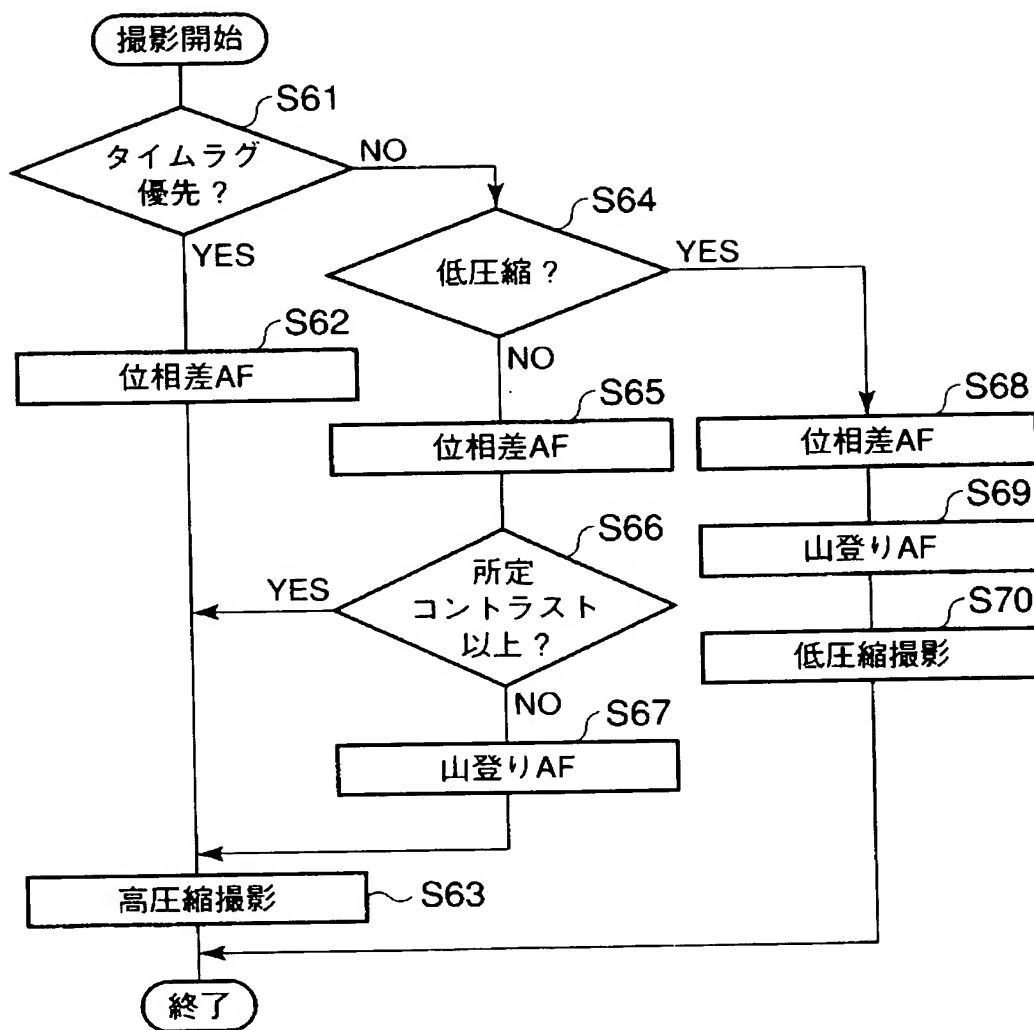 撮影開始
S61
タイムラグ
優先？
NO
YES
S64
低圧縮？
YES
NO
S62
位相差AF
S65
位相差AF
S68
位相差AF
S69
山登りAF
S66
所定
コントラスト
以上？
YES
NO
S70
低圧縮撮影
S67
山登りAF
高圧縮撮影
S63
終了